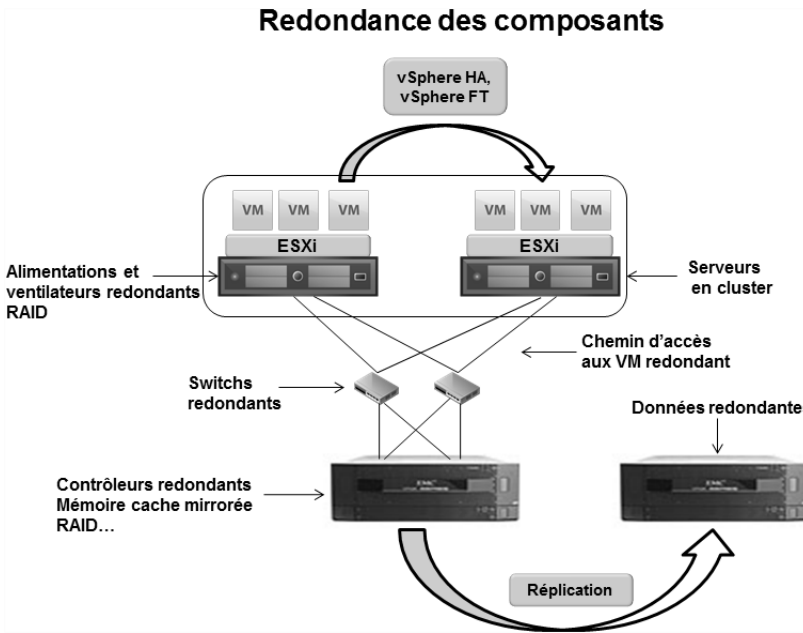 Redondance des composants
vSphere HA,
vSphere FT
VM VM VM
VM VM VM
ESXi
ESXi
Alimentations et
ventilateurs redondants
RAID
Serveurs
en cluster
Chemin d'accès
aux VM redondant
Switchs
redondants
Données redondante
Contrôleurs redondants
Mémoire cache mirrorée
RAID…
EMC
EMC
Réplication